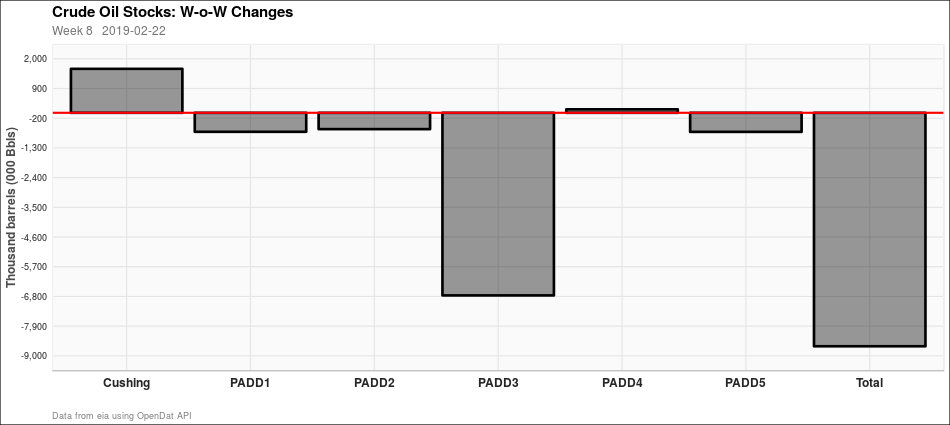 Crude Oil Stocks: W-o-W Changes
Week 8 2019-02-22
Thousand barrels (000 Bbls)
2,000
900
-200
-1,300
-2,400
-3,500
-4,600
-5,700
-6,800
-7,900
-9,000
Cushing PADD1 PADD2 PADD3 PADD4 PADD5 Total
Data from eia using OpenDat API